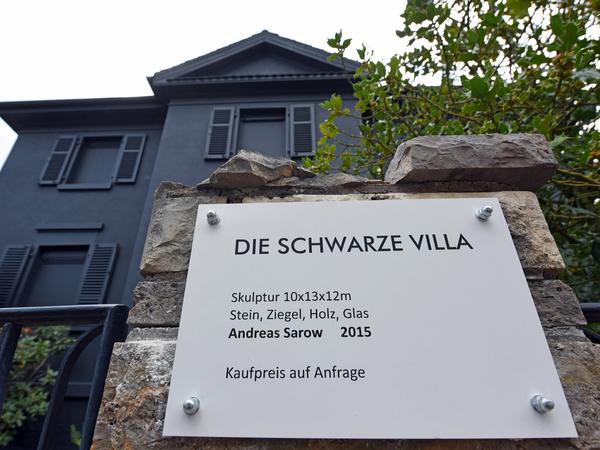 DIE SCHWARZE VILLA
Skulptur 10x13x12m
Stein, Ziegel, Holz, Glas
Andreas Sarow 2015
Kaufpreis auf Anfrage